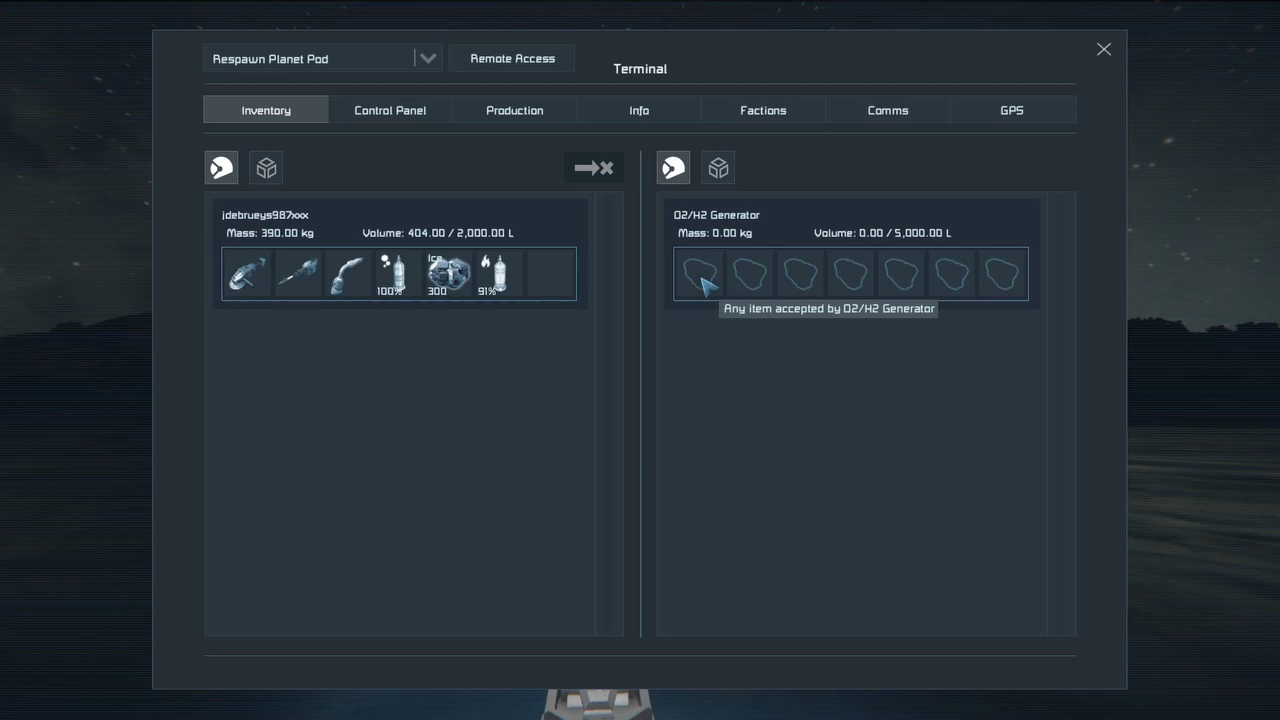 Respawn Planet Pod
Remote Access
Terminal
Inventory
Control Panel
Production
Info
Factions
Comms
GPS
jdebrueys987xxx
Mass: 390.00 kg
Volume: 404.00 / 2,000.00 L
100%
Ice
300
91%
O2/H2 Generator
Mass: 0.00 kg
Volume: 0.00 / 5,000.00 L
Any item accepted by O2/H2 Generator